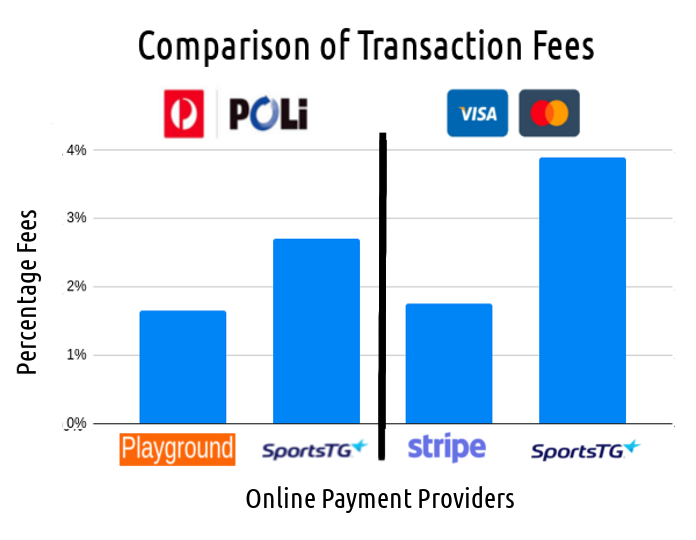 Comparison of Transaction Fees
POLi
VISA
4%
3%
2%
1%
0%
Percentage Fees
Playground
SportsTG
stripe
SportsTG
Online Payment Providers